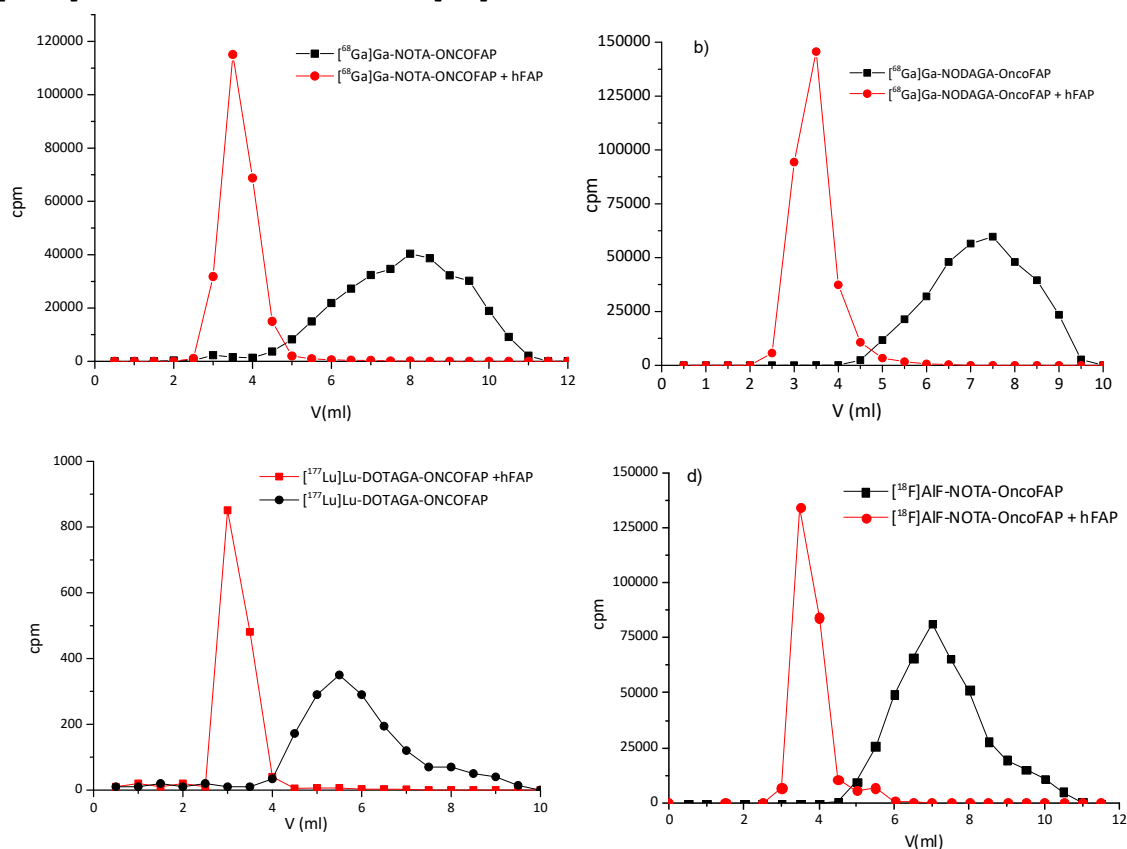 [⁶⁸Ga]Ga-NOTA-ONCOFAP
[⁶⁸Ga]Ga-NOTA-ONCOFAP + hFAP
120000
100000
80000
60000
40000
20000
0
cpm
0 2 4 6 8 10 12
V(ml)
b)
[⁶⁸Ga]Ga-NODAGA-OncoFAP
[⁶⁸Ga]Ga-NODAGA-OncoFAP + hFAP
150000
125000
100000
75000
50000
25000
0
cpm
0 1 2 3 4 5 6 7 8 9 10
V (ml)
[¹⁷⁷Lu]Lu-DOTAGA-ONCOFAP +hFAP
[¹⁷⁷Lu]Lu-DOTAGA-ONCOFAP
1000
800
600
400
200
0
cpm
0 2 4 6 8 10
V (ml)
d)
[¹⁸F]AlF-NOTA-OncoFAP
[¹⁸F]AlF-NOTA-OncoFAP + hFAP
150000
125000
100000
75000
50000
25000
0
cpm
0 2 4 6 8 10 12
V(ml)